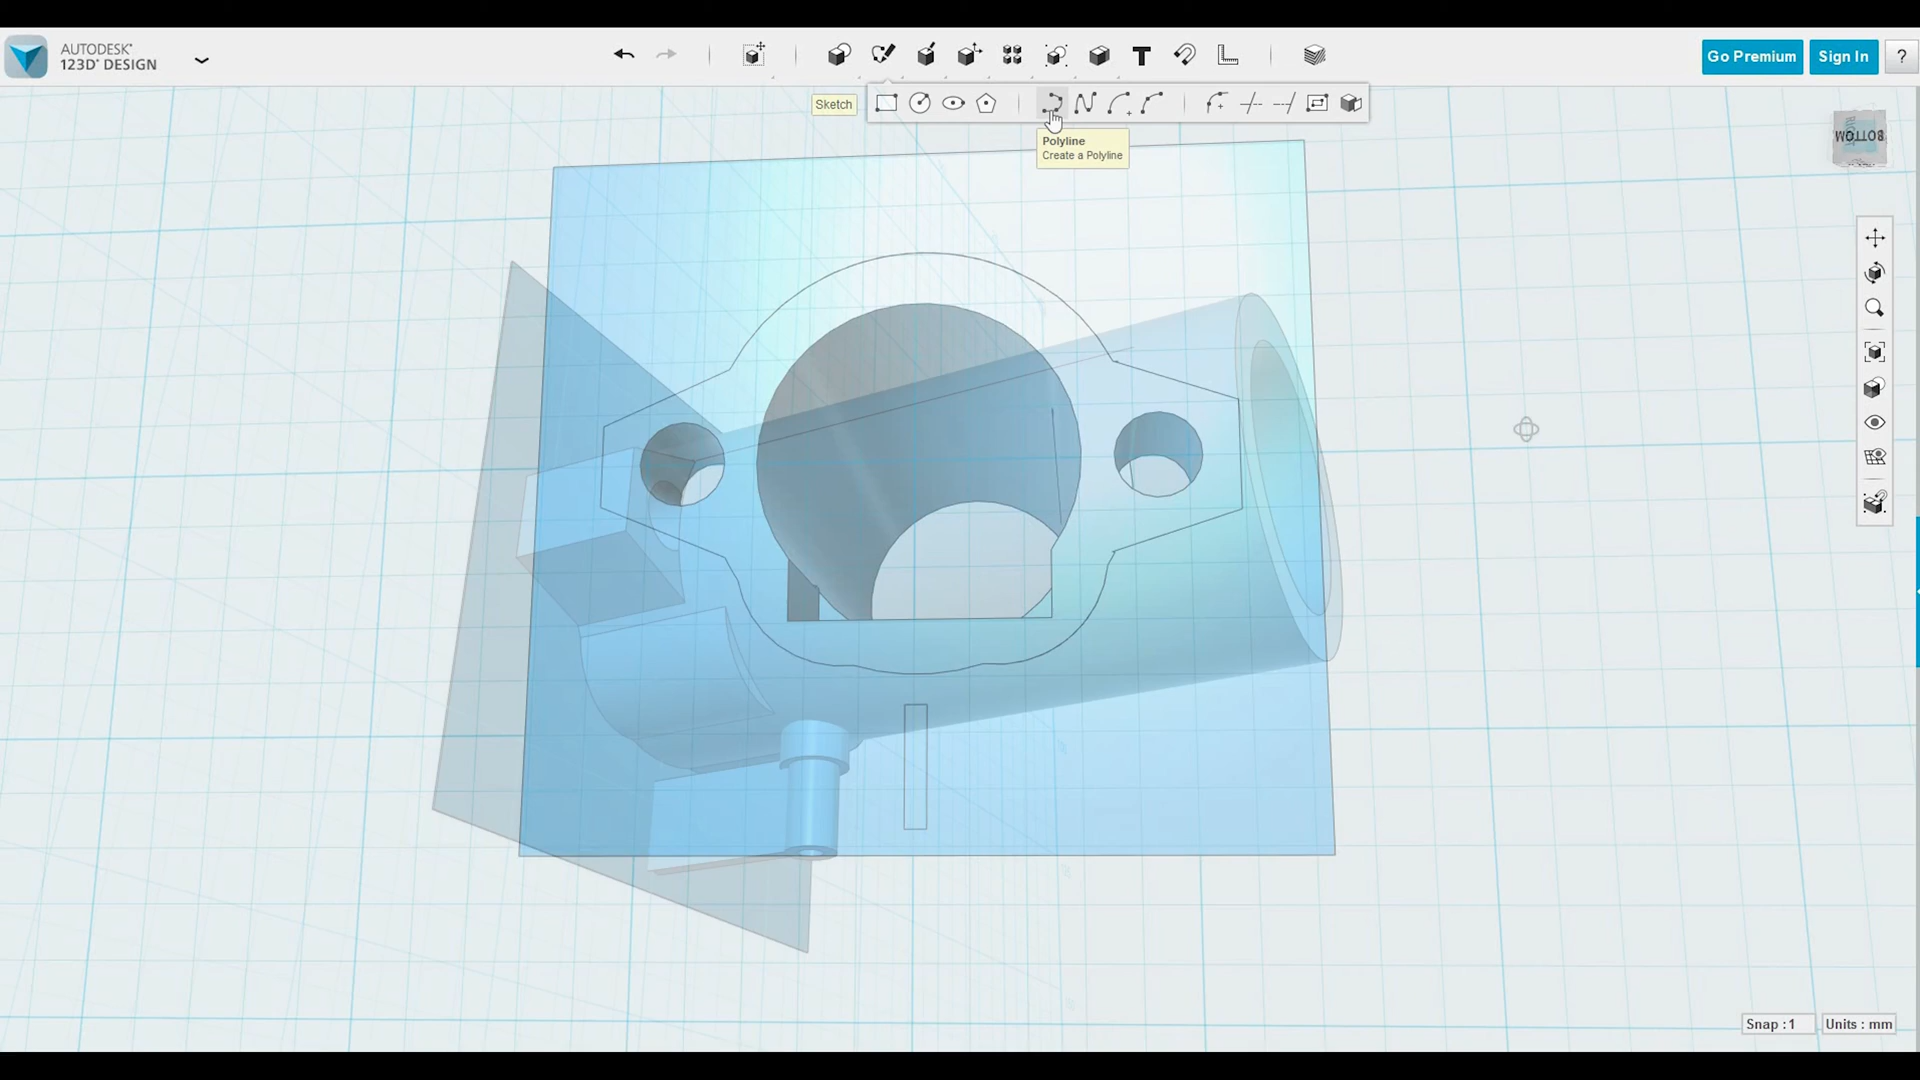 AUTODESK®
123D® DESIGN
T
Go Premium
Sign In
?
Sketch
Polyline
Create a Polyline
BOTTOM
Snap : 1
Units : mm